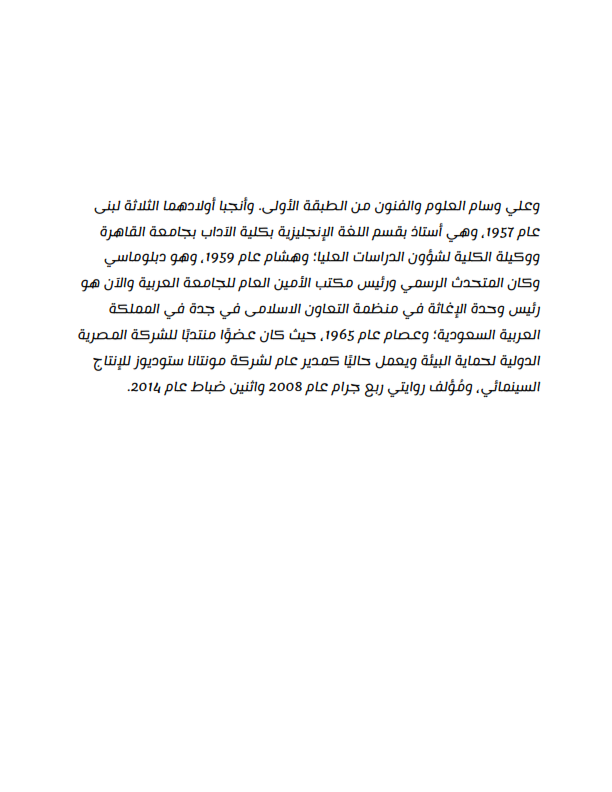 وعلي وسام العلوم والفنون من الطبقة الأولى. وأنجبا أولادهما الثلاثة لبنى
عام 1957، وهي أستاذ بقسم اللغة الإنجليزية بكلية الآداب بجامعة القاهرة
ووكيلة الكلية لشؤون الدراسات العليا؛ وهشام عام 1959، وهو دبلوماسي
وكان المتحدث الرسمي ورئيس مكتب الأمين العام للجامعة العربية والآن هو
رئيس وحدة الإغاثة في منظمة التعاون الاسلامى في جدة في المملكة
العربية السعودية؛ وعصام عام 1965، حيث كان عضوًا منتدبًا للشركة المصرية
الدولية لحماية البيئة ويعمل حاليًا كمدير عام لشركة مونتانا ستوديوز للإنتاج
السينمائي، ومُؤلف روايتي ربع جرام عام 2008 واثنين ضباط عام 2014.